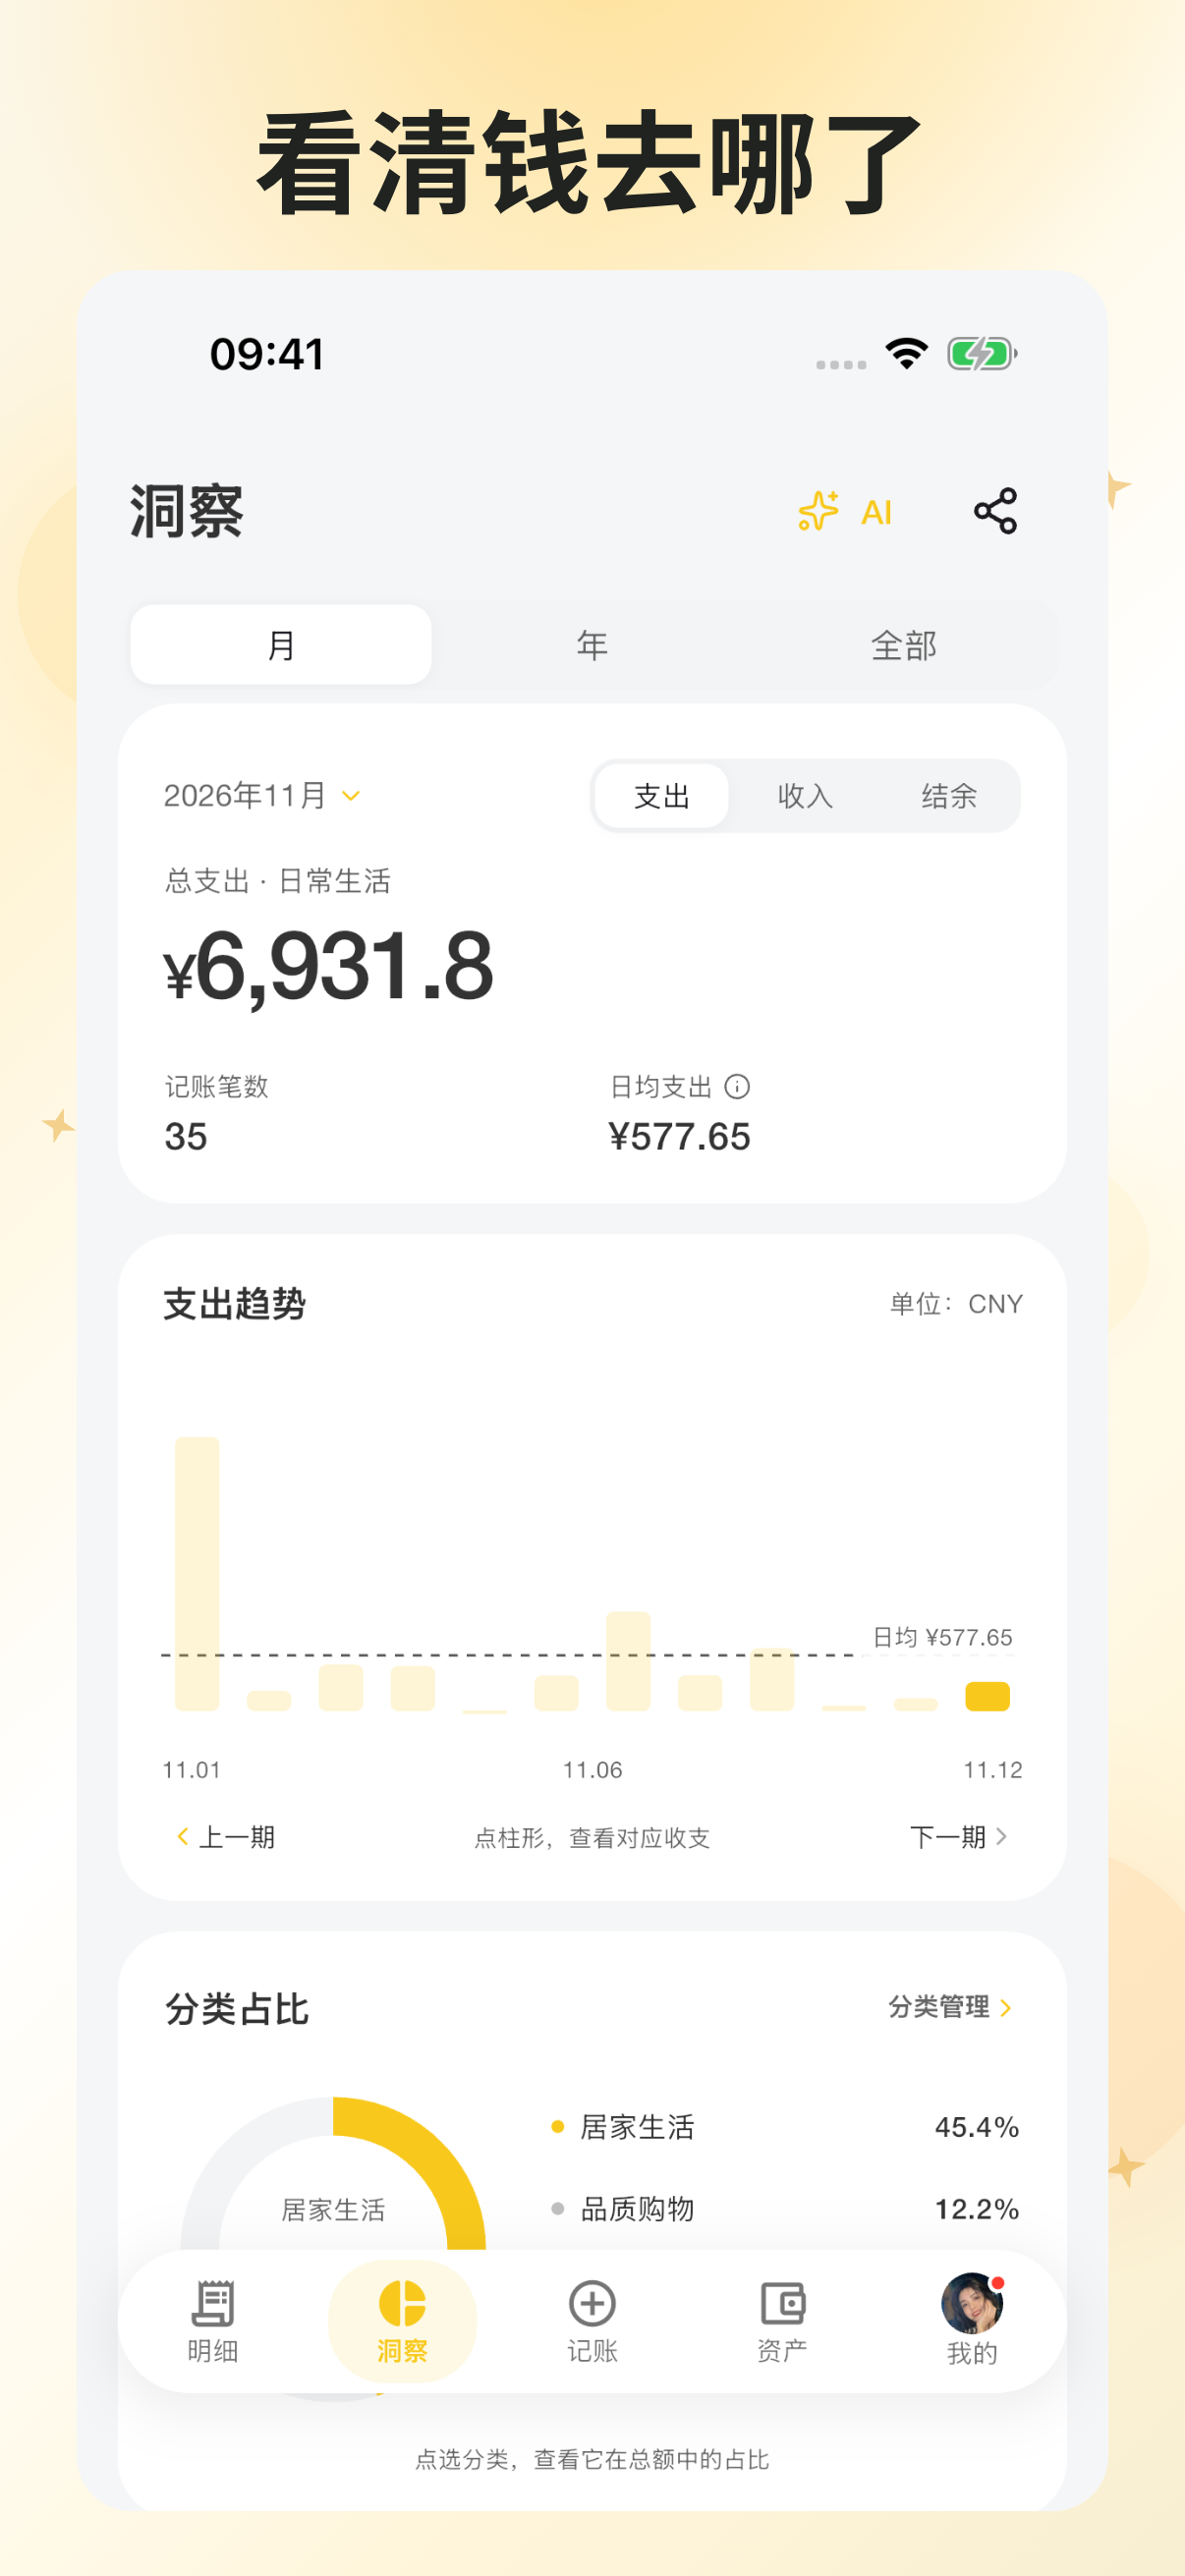 看清钱去哪了
09:41
洞察
AI
月 年 全部
2026年11月 支出 收入 结余
总支出 · 日常生活
¥6,931.8
记账笔数 日均支出
35 ¥577.65
支出趋势 单位：CNY
日均 ¥577.65
11.01 11.06 11.12
上一期 点柱形，查看对应收支 下一期
分类占比 分类管理
居家生活 45.4%
居家生活
品质购物 12.2%
明细 洞察 记账 资产 我的
点选分类，查看它在总额中的占比